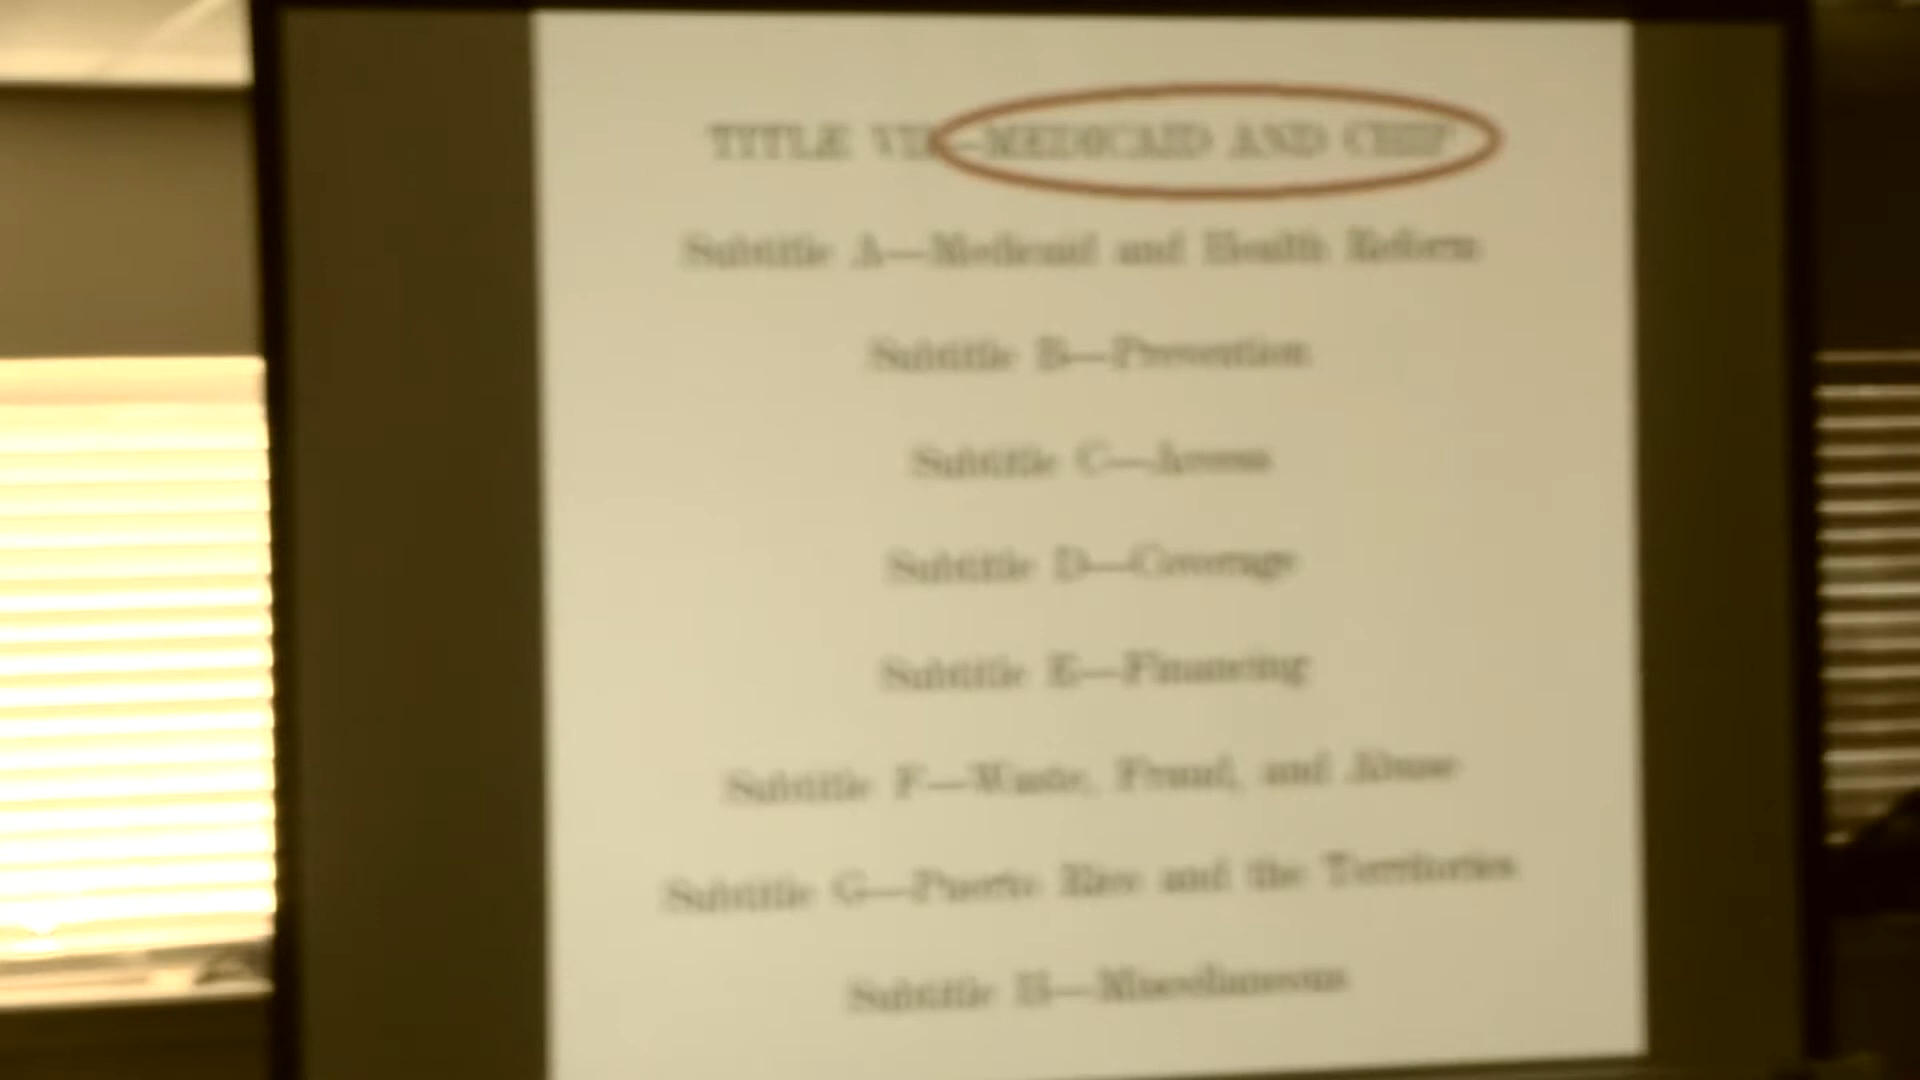 TITLE VII—MEDICAID AND CHIP
Subtitle A—Medicaid and Health Reform
Subtitle B—Prevention
Subtitle C—Access
Subtitle D—Coverage
Subtitle E—Financing
Subtitle F—Waste, Fraud, and Abuse
Subtitle G—Puerto Rico and the Territories
Subtitle H—Miscellaneous